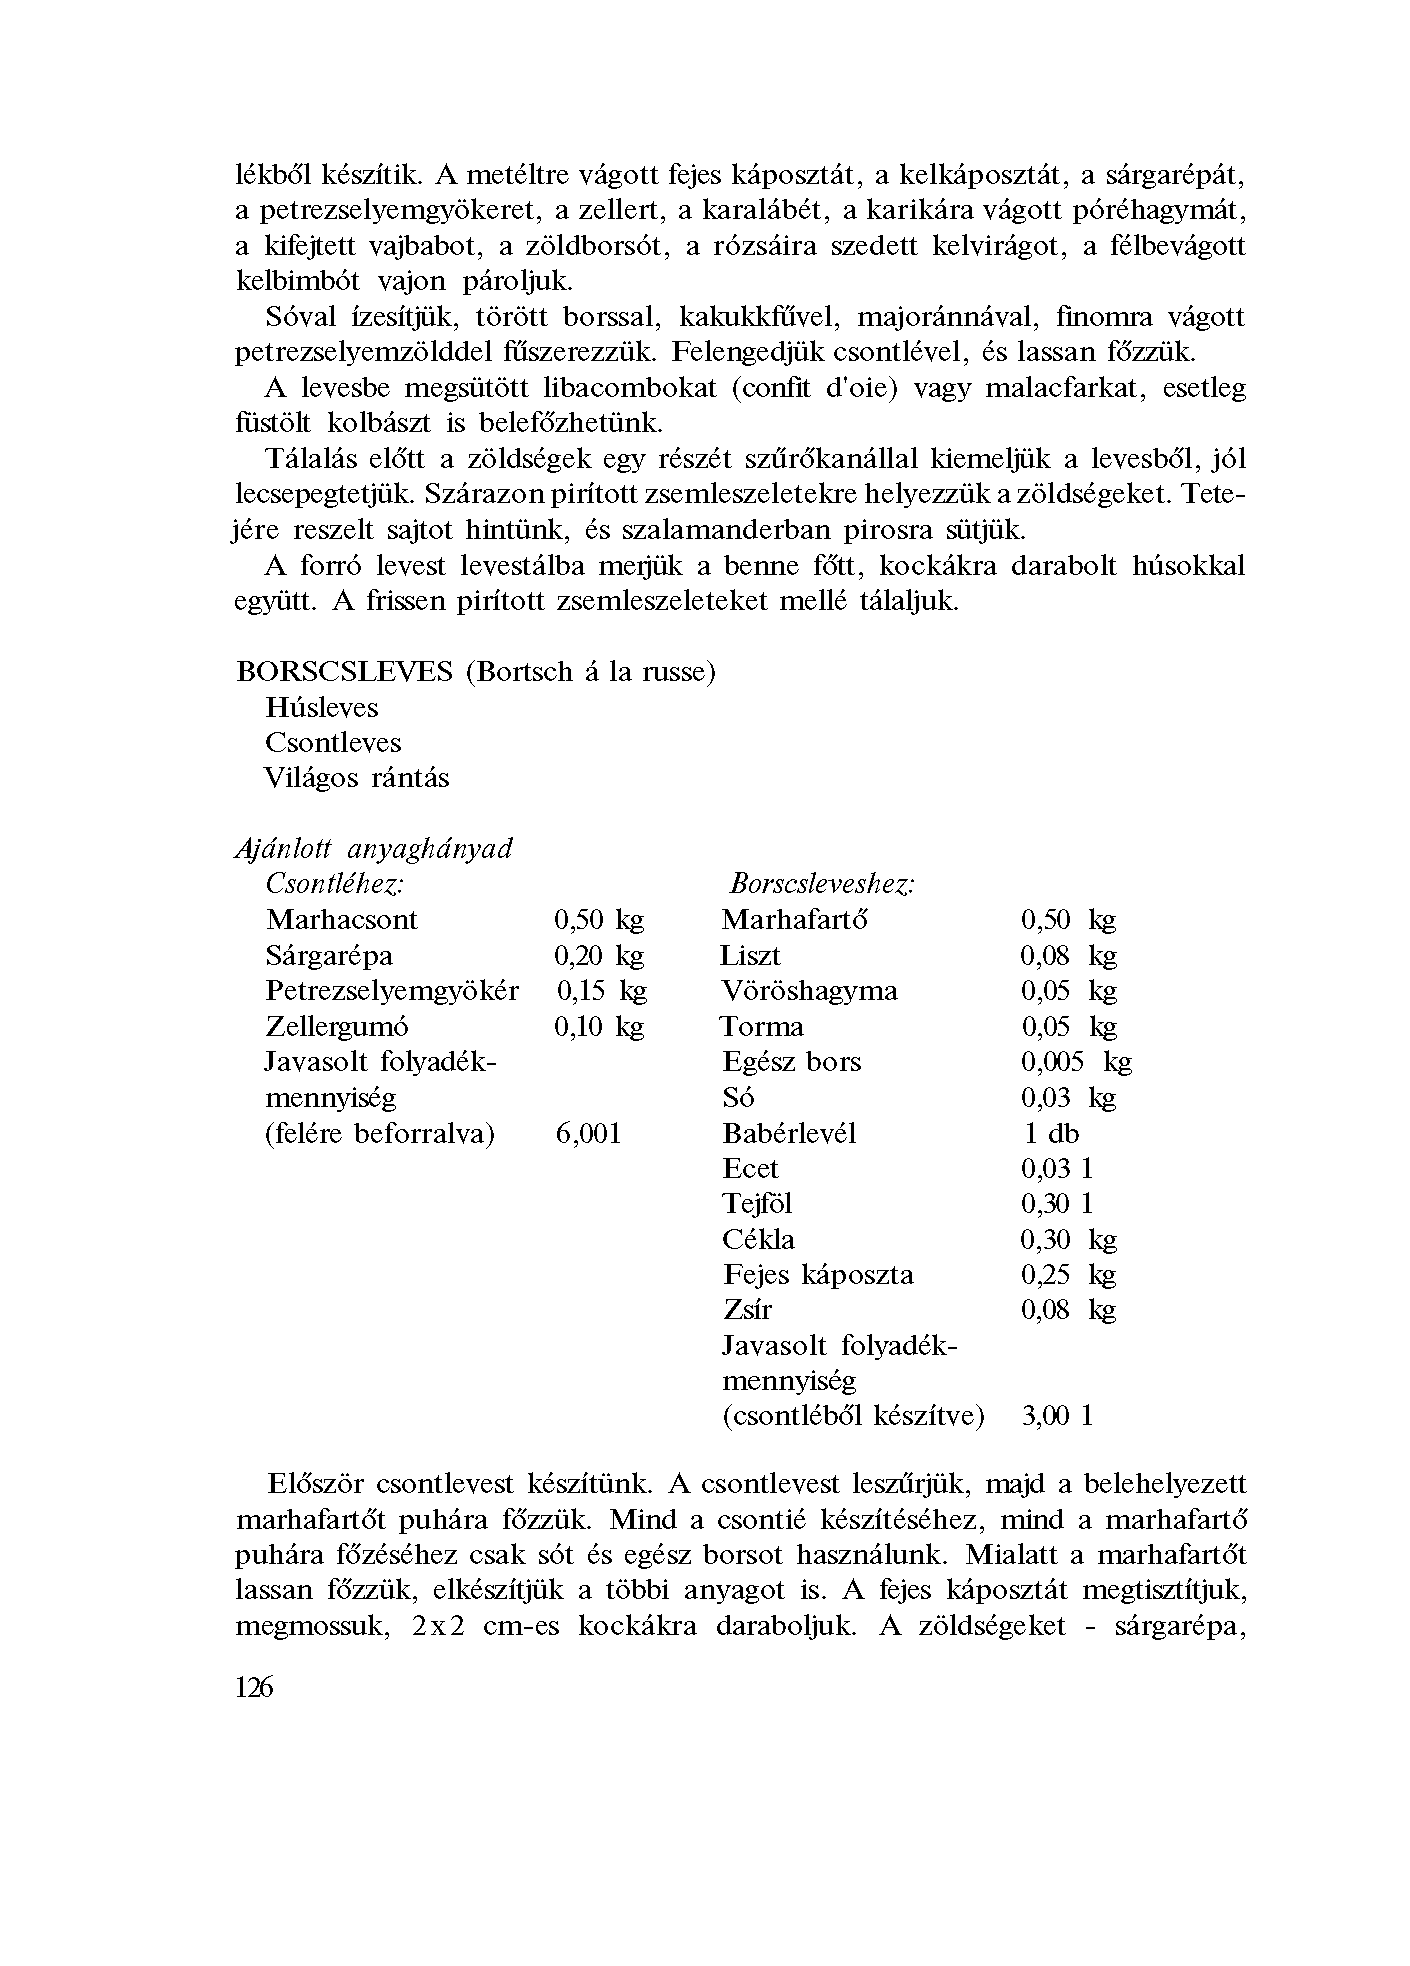 lékből készítik. A metéltre vágott fejes káposztát, a kelkáposztát, a sárgarépát,
a petrezselyemgyökeret, a zellert, a karalábét, a karikára vágott póréhagymát,
a kifejtett vajbabot, a zöldborsót, a rózsáira szedett kelvirágot, a félbevágott
kelbimbót vajon pároljuk.
Sóval ízesítjük, törött borssal, kakukkfűvel, majoránnával, finomra vágott
petrezselyemzölddel fűszerezzük. Felengedjük csontlével, és lassan főzzük.
A levesbe megsütött libacombokat (confit d'oie) vagy malacfarkat, esetleg
füstölt kolbászt is belefőzhetünk.
Tálalás előtt a zöldségek egy részét szűrőkanállal kiemeljük a levesből, jól
lecsepegtetjük. Szárazon pirított zsemleszeletekre helyezzük a zöldségeket. Tete-
jére reszelt sajtot hintünk, és szalamanderban pirosra sütjük.
A forró levest levestálba merjük a benne főtt, kockákra darabolt húsokkal
együtt. A frissen pirított zsemleszeleteket mellé tálaljuk.
BORSCSLEVES (Bortsch á la russe)
Húsleves
Csontleves
Világos rántás
Ajánlott anyaghányad
Csontléhez: Borscsleveshez:
Marhacsont 0,50 kg Marhafartő 0,50 kg
Sárgarépa 0,20 kg Liszt 0,08 kg
Petrezselyemgyökér 0,15 kg Vöröshagyma 0,05 kg
Zellergumó 0,10 kg Torma 0,05 kg
Javasolt folyadék- Egész bors 0,005 kg
mennyiség Só 0,03 kg
(felére beforralva) 6,001 Babérlevél 1 db
Ecet 0,03 1
Tejföl 0,30 1
Cékla 0,30 kg
Fejes káposzta 0,25 kg
Zsír 0,08 kg
Javasolt folyadék-
mennyiség
(csontléből készítve) 3,00 1
Először csontlevest készítünk. A csontlevest leszűrjük, majd a belehelyezett
marhafartőt puhára főzzük. Mind a csontié készítéséhez, mind a marhafartő
puhára főzéséhez csak sót és egész borsot használunk. Mialatt a marhafartőt
lassan főzzük, elkészítjük a többi anyagot is. A fejes káposztát megtisztítjuk,
megmossuk, 2x2 cm-es kockákra daraboljuk. A zöldségeket - sárgarépa,
126